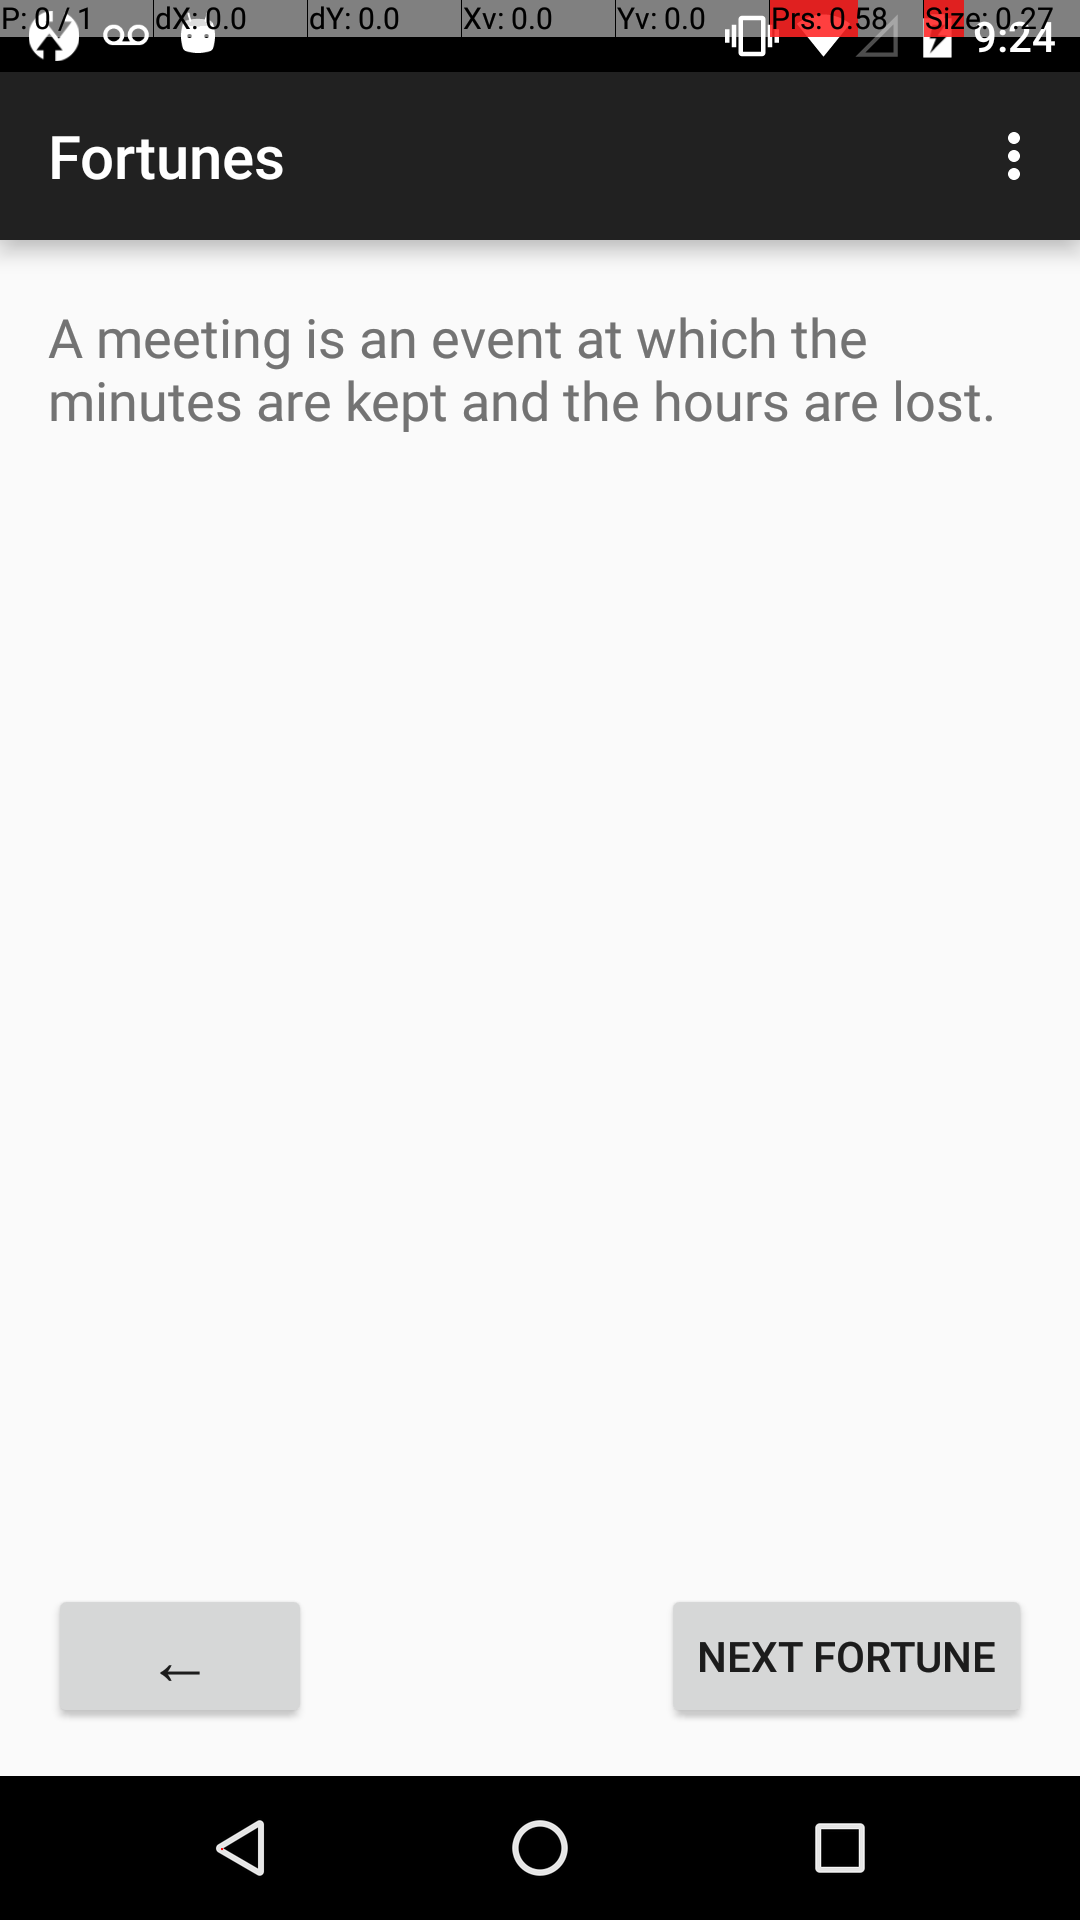 P: 0 / 1 dX: 0.0 dY: 0.0 Xv: 0.0 Yv: 0.0 Prs: 0.58 Size: 0.27
9:24
Fortunes
A meeting is an event at which the
minutes are kept and the hours are lost.
← NEXT FORTUNE